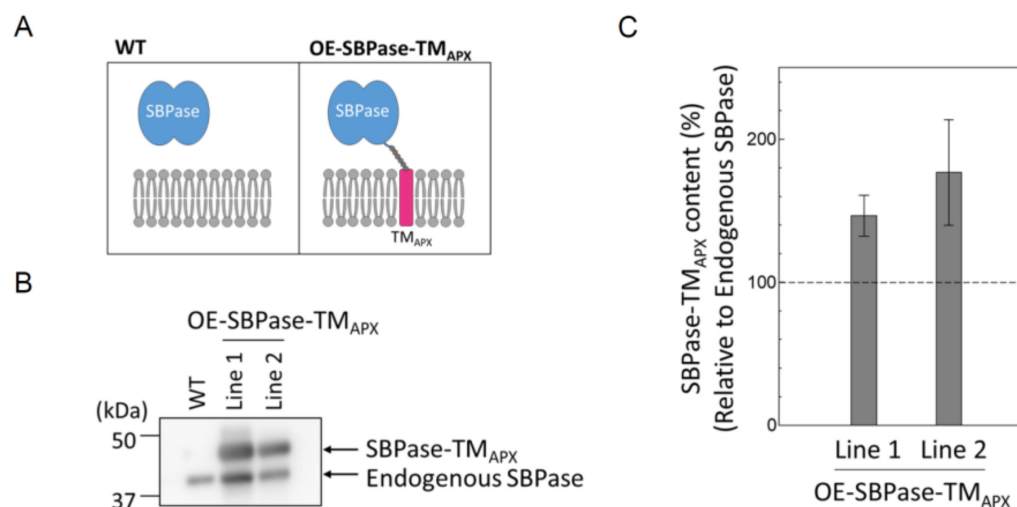 A
WT
OE-SBPase-TMAPX
SBPase
SBPase
TMAPX
B
OE-SBPase-TMAPX
WT
Line 1
Line 2
(kDa)
50
37
SBPase-TMAPX
Endogenous SBPase
C
SBPase-TMAPX content (%)
(Relative to Endogenous SBPase)
200
100
0
Line 1 Line 2
OE-SBPase-TMAPX